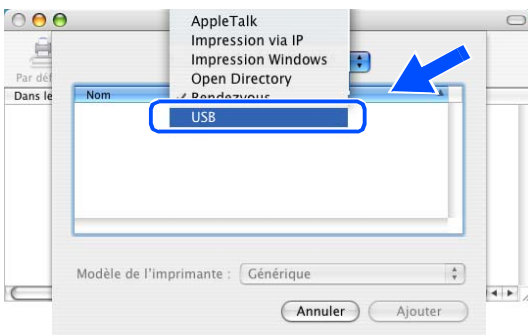 AppleTalk
Impression via IP
Impression Windows
Open Directory
Rendezvous
USB
Par déf
Dans le
Nom
Modèle de l'imprimante :
Générique
Annuler
Ajouter